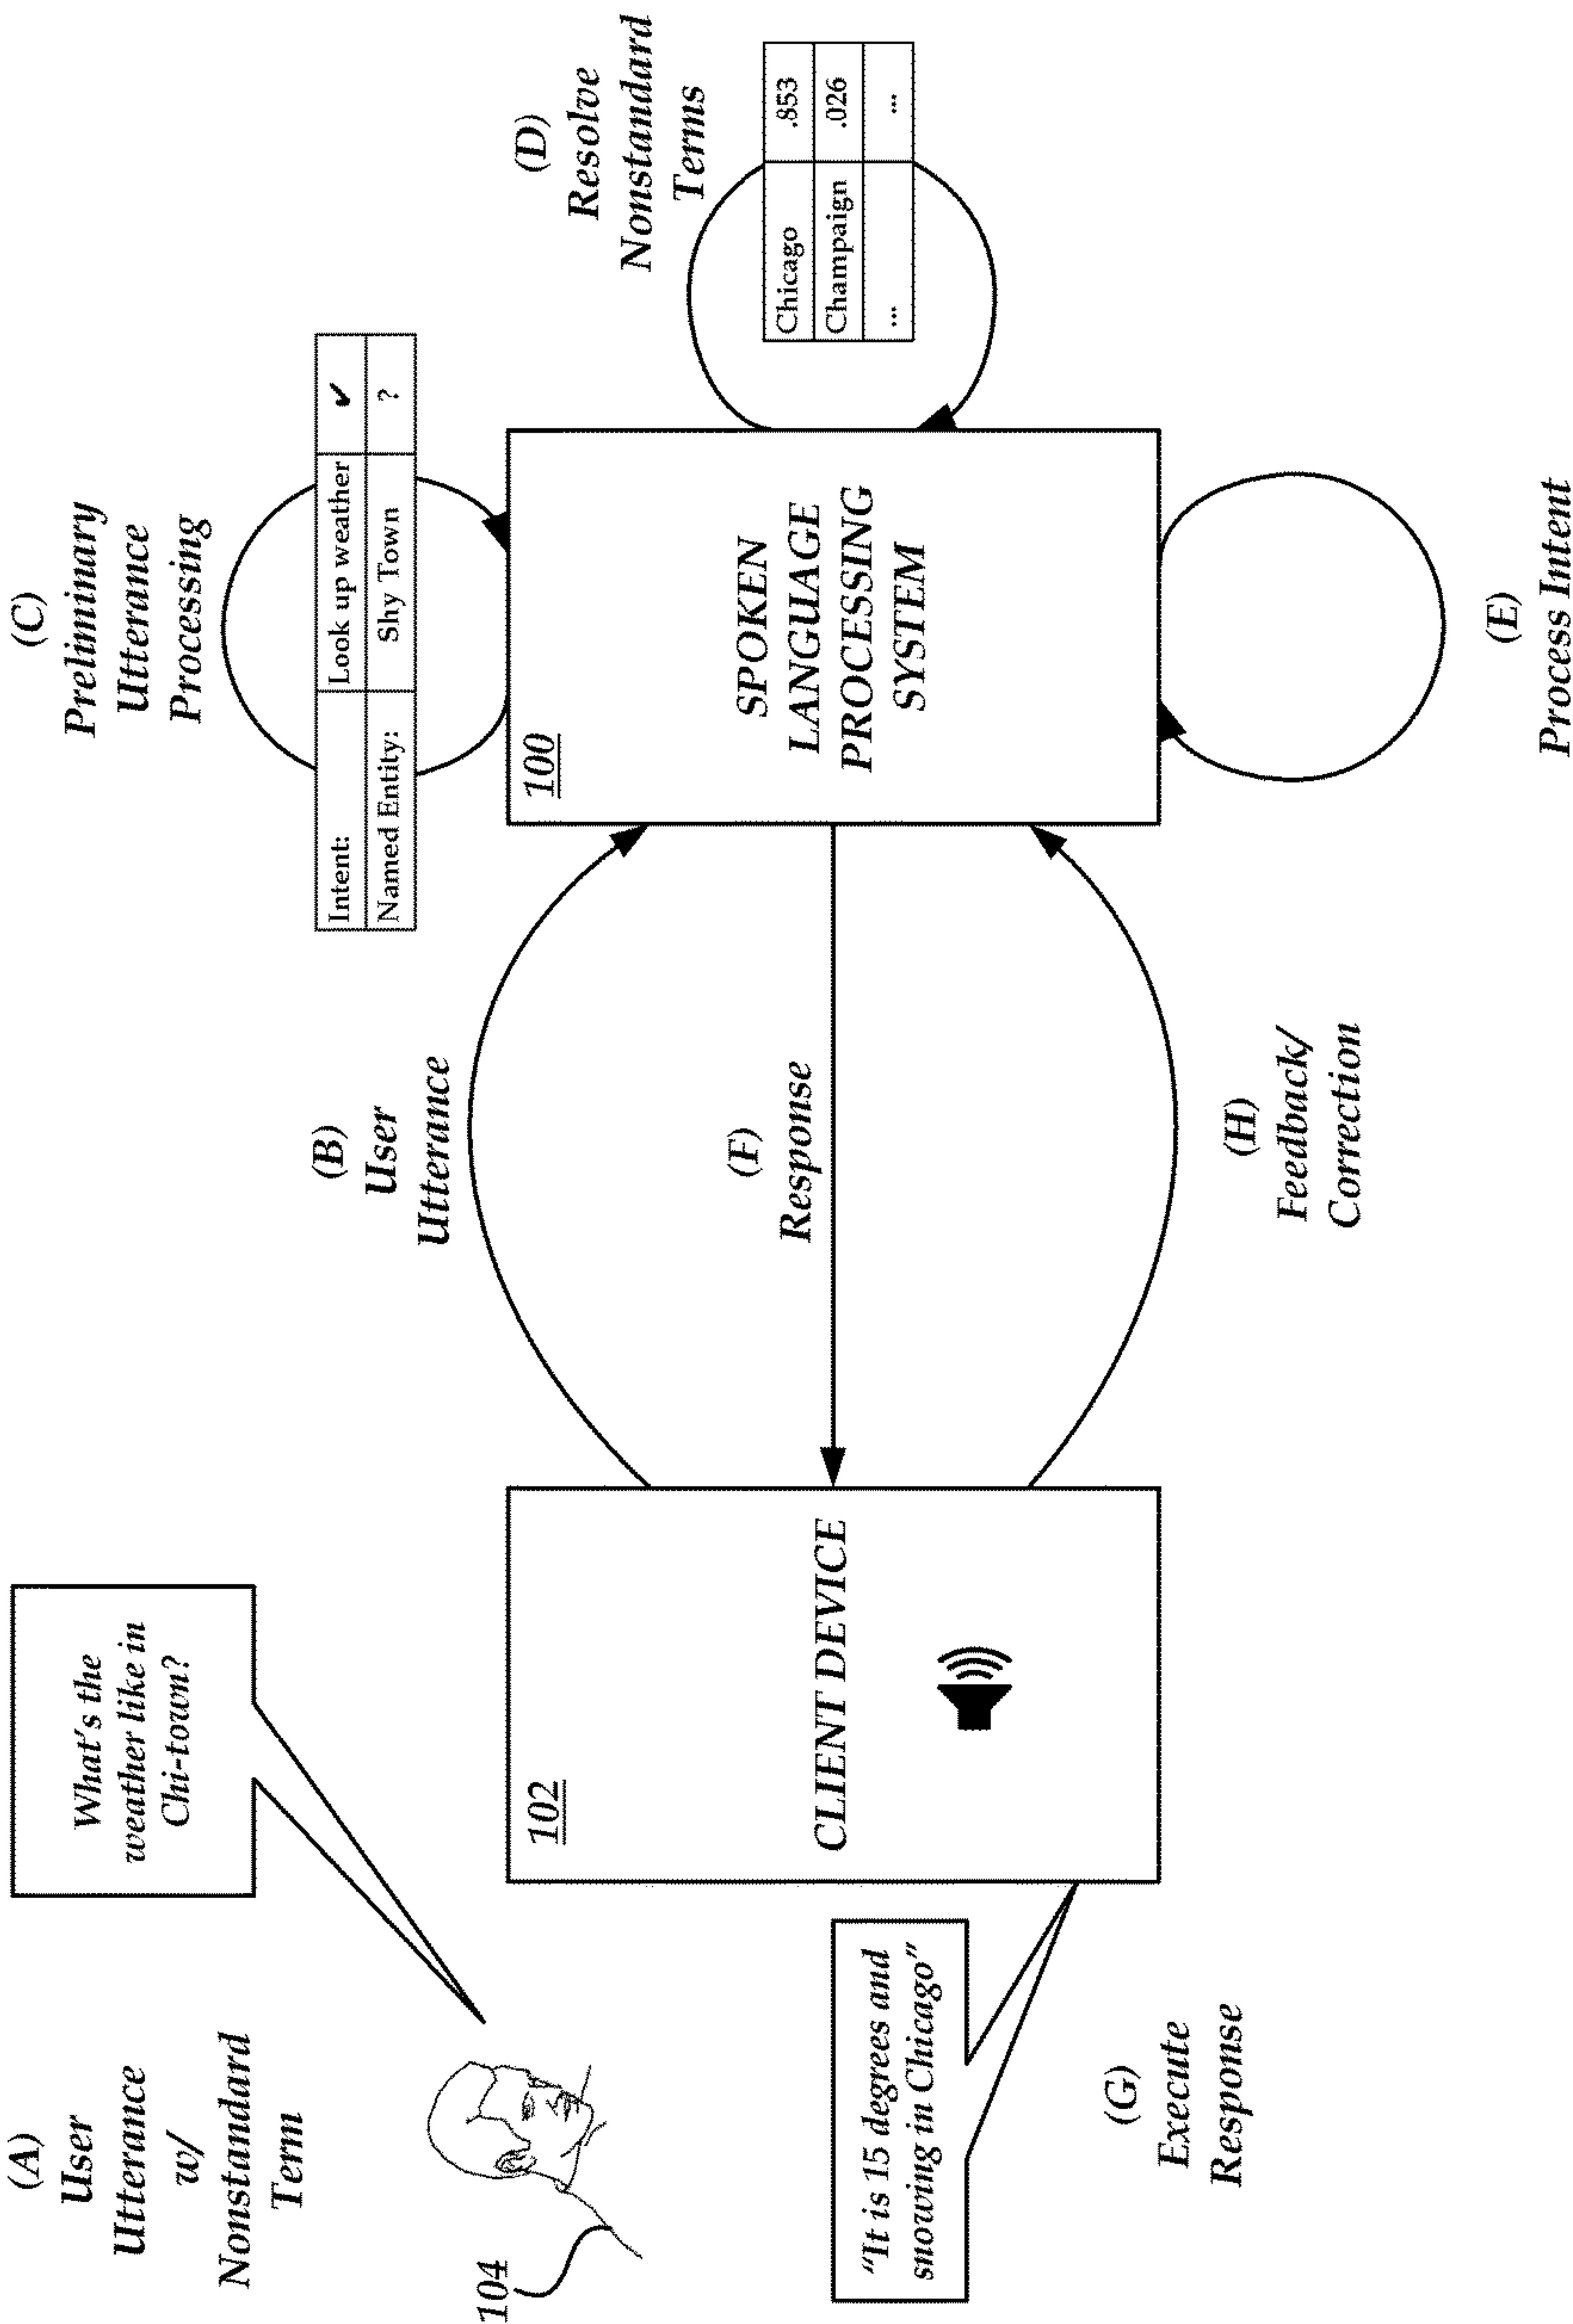 (A)
User
Utterance
w/
Nonstandard
Term
What's the
weather like in
Chi-town?
104
(B)
User
Utterance
(C)
Preliminary
Utterance
Processing
Intent: Look up weather ✓
Named Entity: Shy Town ?
(D)
Resolve
Nonstandard
Terms
Chicago .853
Champaign .026
... ...
102
CLIENT DEVICE
100
SPOKEN
LANGUAGE
PROCESSING
SYSTEM
(F)
Response
"It is 15 degrees and
snowing in Chicago"
(G)
Execute
Response
(H)
Feedback/
Correction
(E)
Process Intent